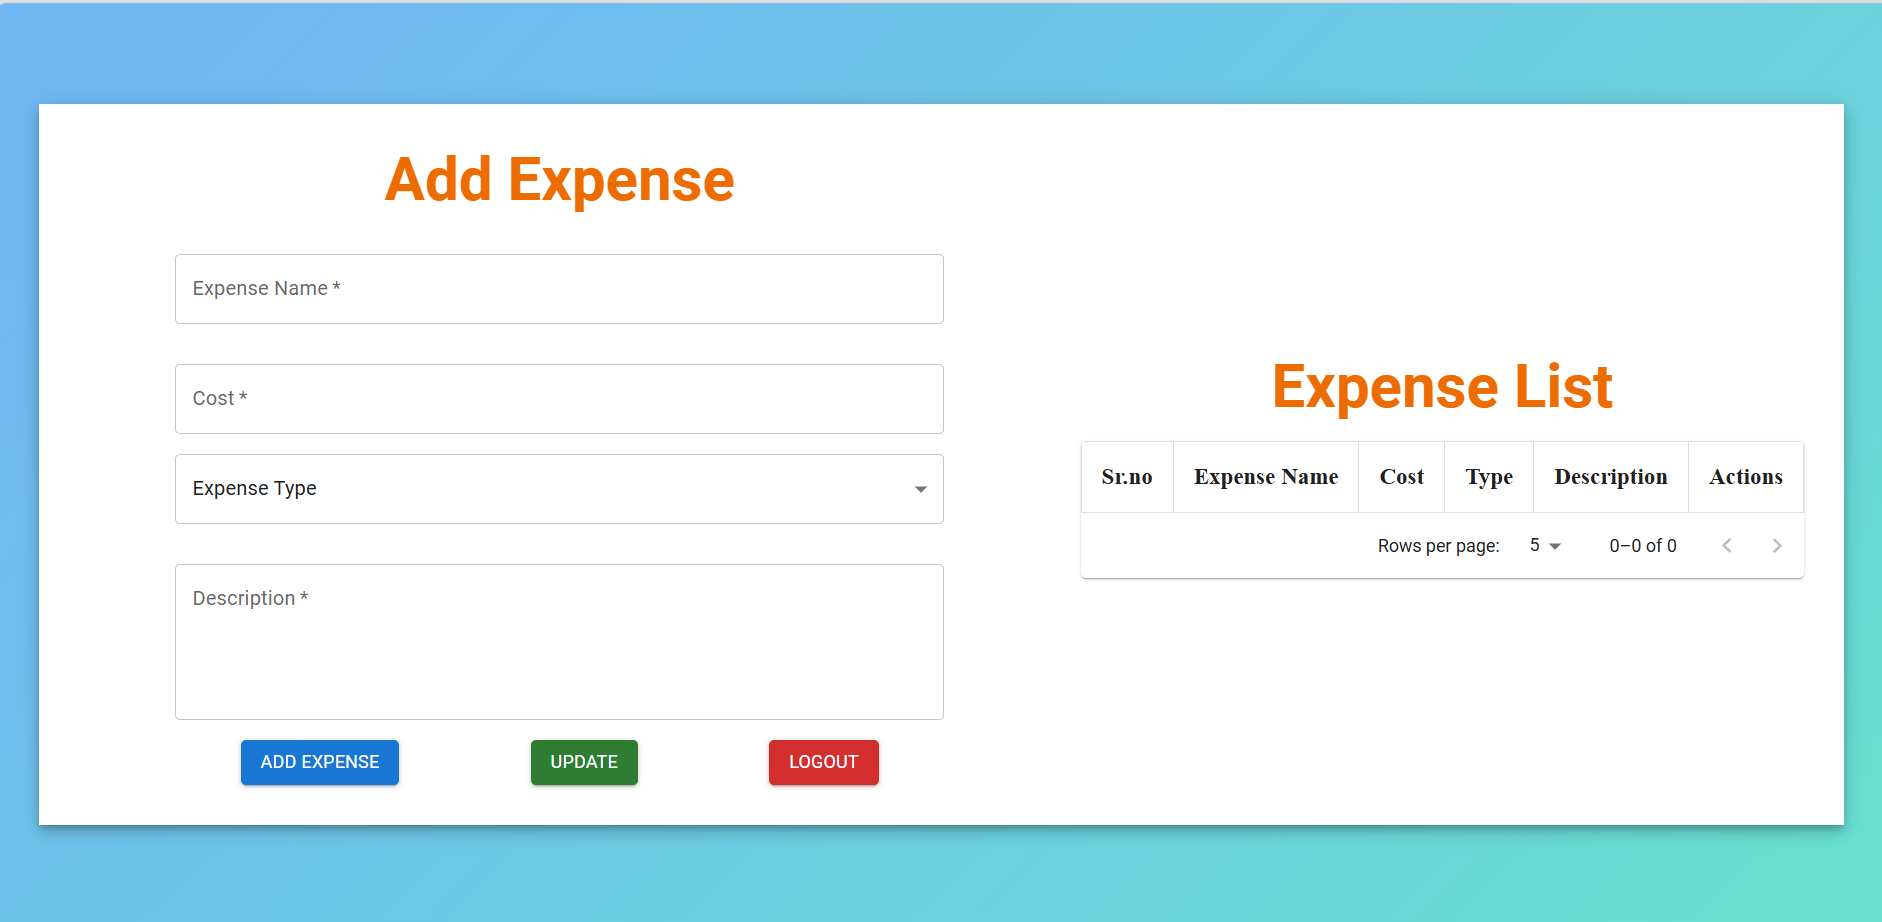 Add Expense
Expense Name *
Cost *
Expense Type
Description *
ADD EXPENSE UPDATE LOGOUT
Expense List
Sr.no Expense Name Cost Type Description Actions
Rows per page: 5 0–0 of 0